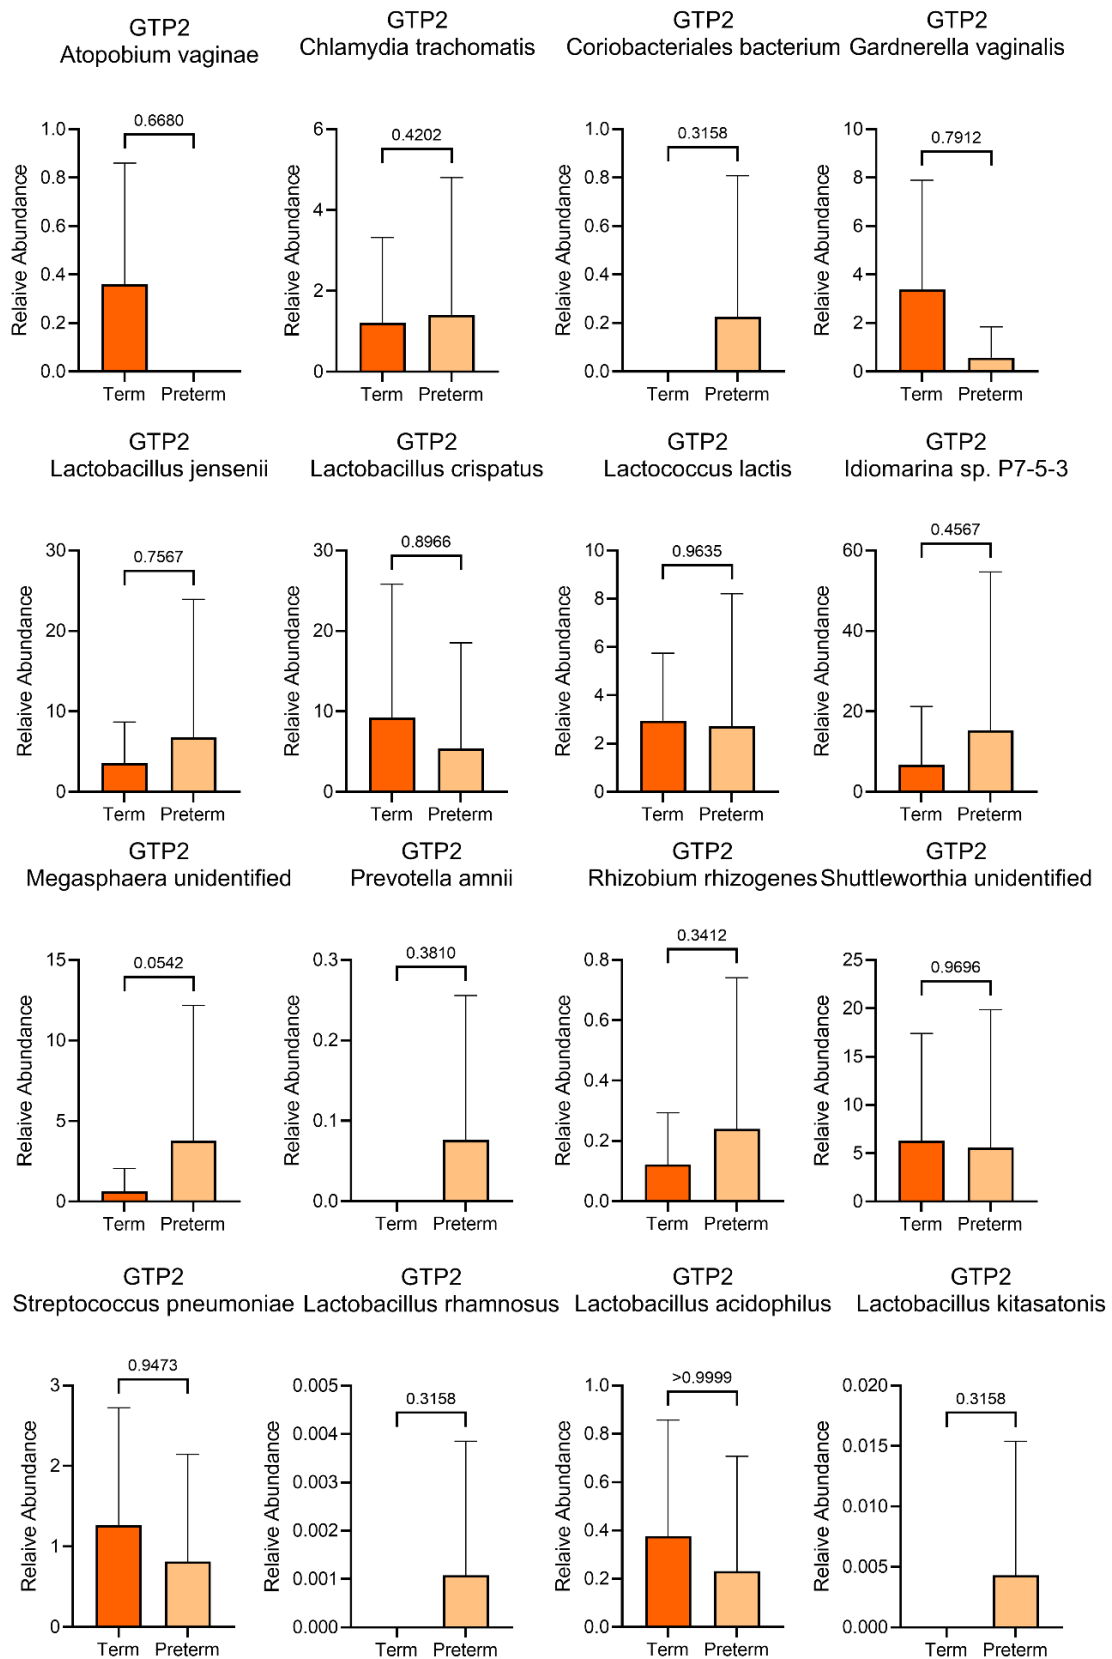 GTP2
Atopobium vaginae
0.6680
1.0
0.8
0.6
0.4
0.2
0.0
Relaive Abundance
Term Preterm
GTP2
Chlamydia trachomatis
0.4202
6
4
2
0
Relaive Abundance
Term Preterm
GTP2
Coriobacteriales bacterium
0.3158
1.0
0.8
0.6
0.4
0.2
0.0
Relaive Abundance
Term Preterm
GTP2
Gardnerella vaginalis
0.7912
10
8
6
4
2
0
Relaive Abundance
Term Preterm
GTP2
Lactobacillus jensenii
0.7567
30
20
10
0
Relaive Abundance
Term Preterm
GTP2
Lactobacillus crispatus
0.8966
30
20
10
0
Relaive Abundance
Term Preterm
GTP2
Lactococcus lactis
0.9635
10
8
6
4
2
0
Relaive Abundance
Term Preterm
GTP2
Idiomarina sp. P7-5-3
0.4567
60
40
20
0
Relaive Abundance
Term Preterm
GTP2
Megasphaera unidentified
0.0542
15
10
5
0
Relaive Abundance
Term Preterm
GTP2
Prevotella amnii
0.3810
0.3
0.2
0.1
0.0
Relaive Abundance
Term Preterm
GTP2
Rhizobium rhizogenes
0.3412
0.8
0.6
0.4
0.2
0.0
Relaive Abundance
Term Preterm
GTP2
Shuttleworthia unidentified
0.9696
25
20
15
10
5
0
Relaive Abundance
Term Preterm
GTP2
Streptococcus pneumoniae
0.9473
3
2
1
0
Relaive Abundance
Term Preterm
GTP2
Lactobacillus rhamnosus
0.3158
0.005
0.004
0.003
0.002
0.001
0.000
Relaive Abundance
Term Preterm
GTP2
Lactobacillus acidophilus
>0.9999
1.0
0.8
0.6
0.4
0.2
0.0
Relaive Abundance
Term Preterm
GTP2
Lactobacillus kitasatonis
0.3158
0.020
0.015
0.010
0.005
0.000
Relaive Abundance
Term Preterm